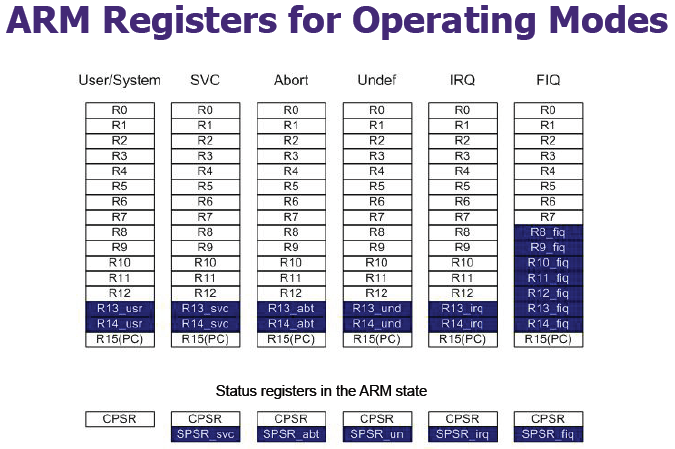 ARM Registers for Operating Modes
User/System SVC Abort Undef IRQ FIQ
R0 R0 R0 R0 R0 R0
R1 R1 R1 R1 R1 R1
R2 R2 R2 R2 R2 R2
R3 R3 R3 R3 R3 R3
R4 R4 R4 R4 R4 R4
R5 R5 R5 R5 R5 R5
R6 R6 R6 R6 R6 R6
R7 R7 R7 R7 R7 R7
R8 R8 R8 R8 R8 R8_fiq
R9 R9 R9 R9 R9 R9_fiq
R10 R10 R10 R10 R10 R10_fiq
R11 R11 R11 R11 R11 R11_fiq
R12 R12 R12 R12 R12 R12_fiq
R13_usr R13_svc R13_abt R13_und R13_irq R13_fiq
R14_usr R14_svc R14_abt R14_und R14_irq R14_fiq
R15(PC) R15(PC) R15(PC) R15(PC) R15(PC) R15(PC)
Status registers in the ARM state
CPSR CPSR CPSR CPSR CPSR CPSR
SPSR_svc SPSR_abt SPSR_un SPSR_irq SPSR_fiq